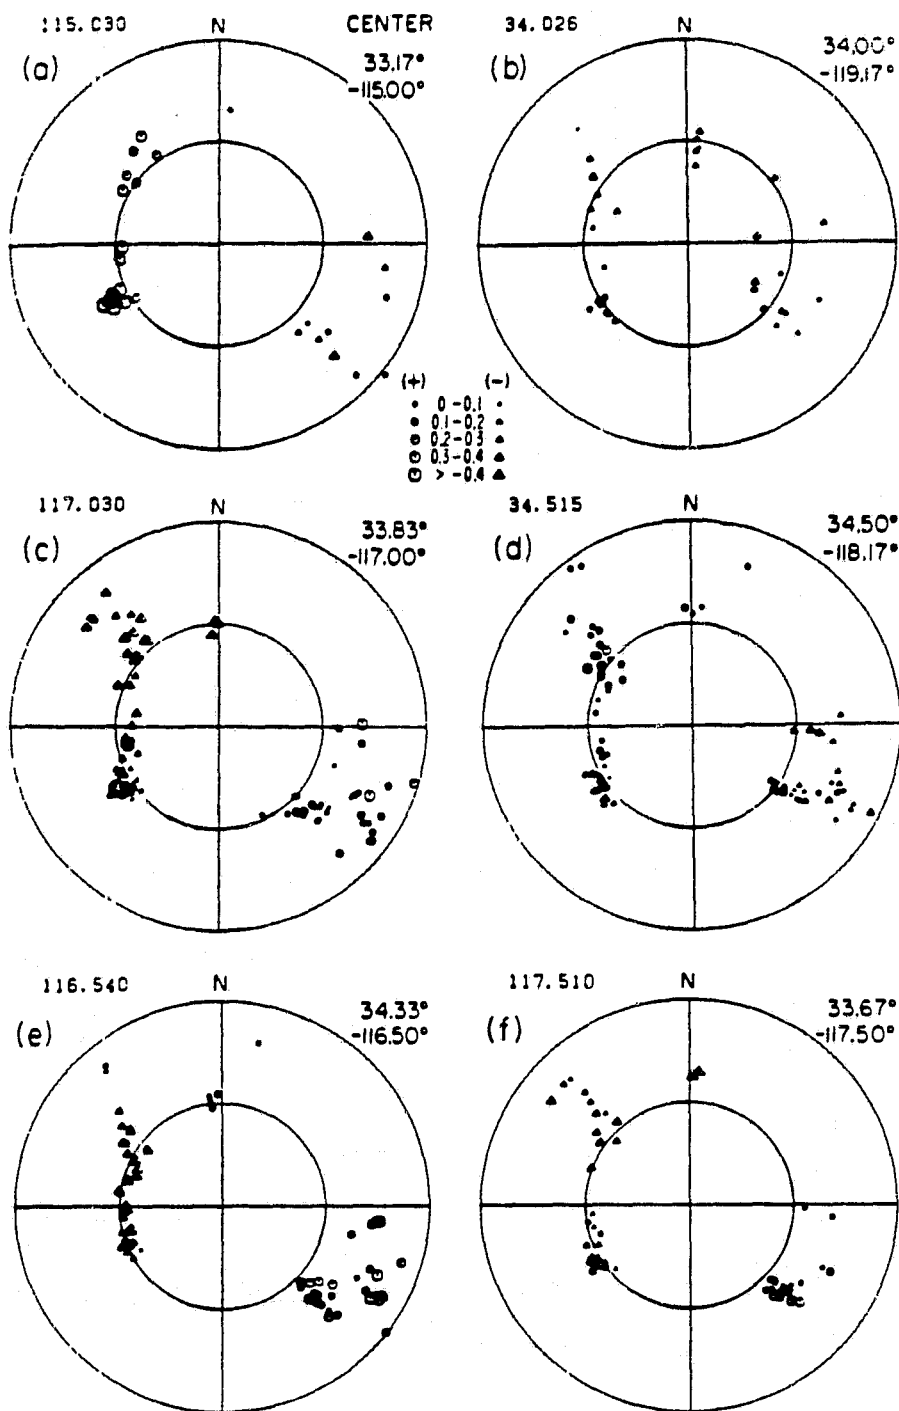 115.030 N CENTER 34.026 N
(a) 33.17° (b) 34.00°
-115.00° -119.17°
(+) (-)
0 -0.1
0.1-0.2
0.2-0.3
0.3-0.4
> -0.4
117.030 N 34.515 N
(c) 33.83° (d) 34.50°
-117.00° -118.17°
116.540 N 117.510 N
(e) 34.33° (f) 33.67°
-116.50° -117.50°